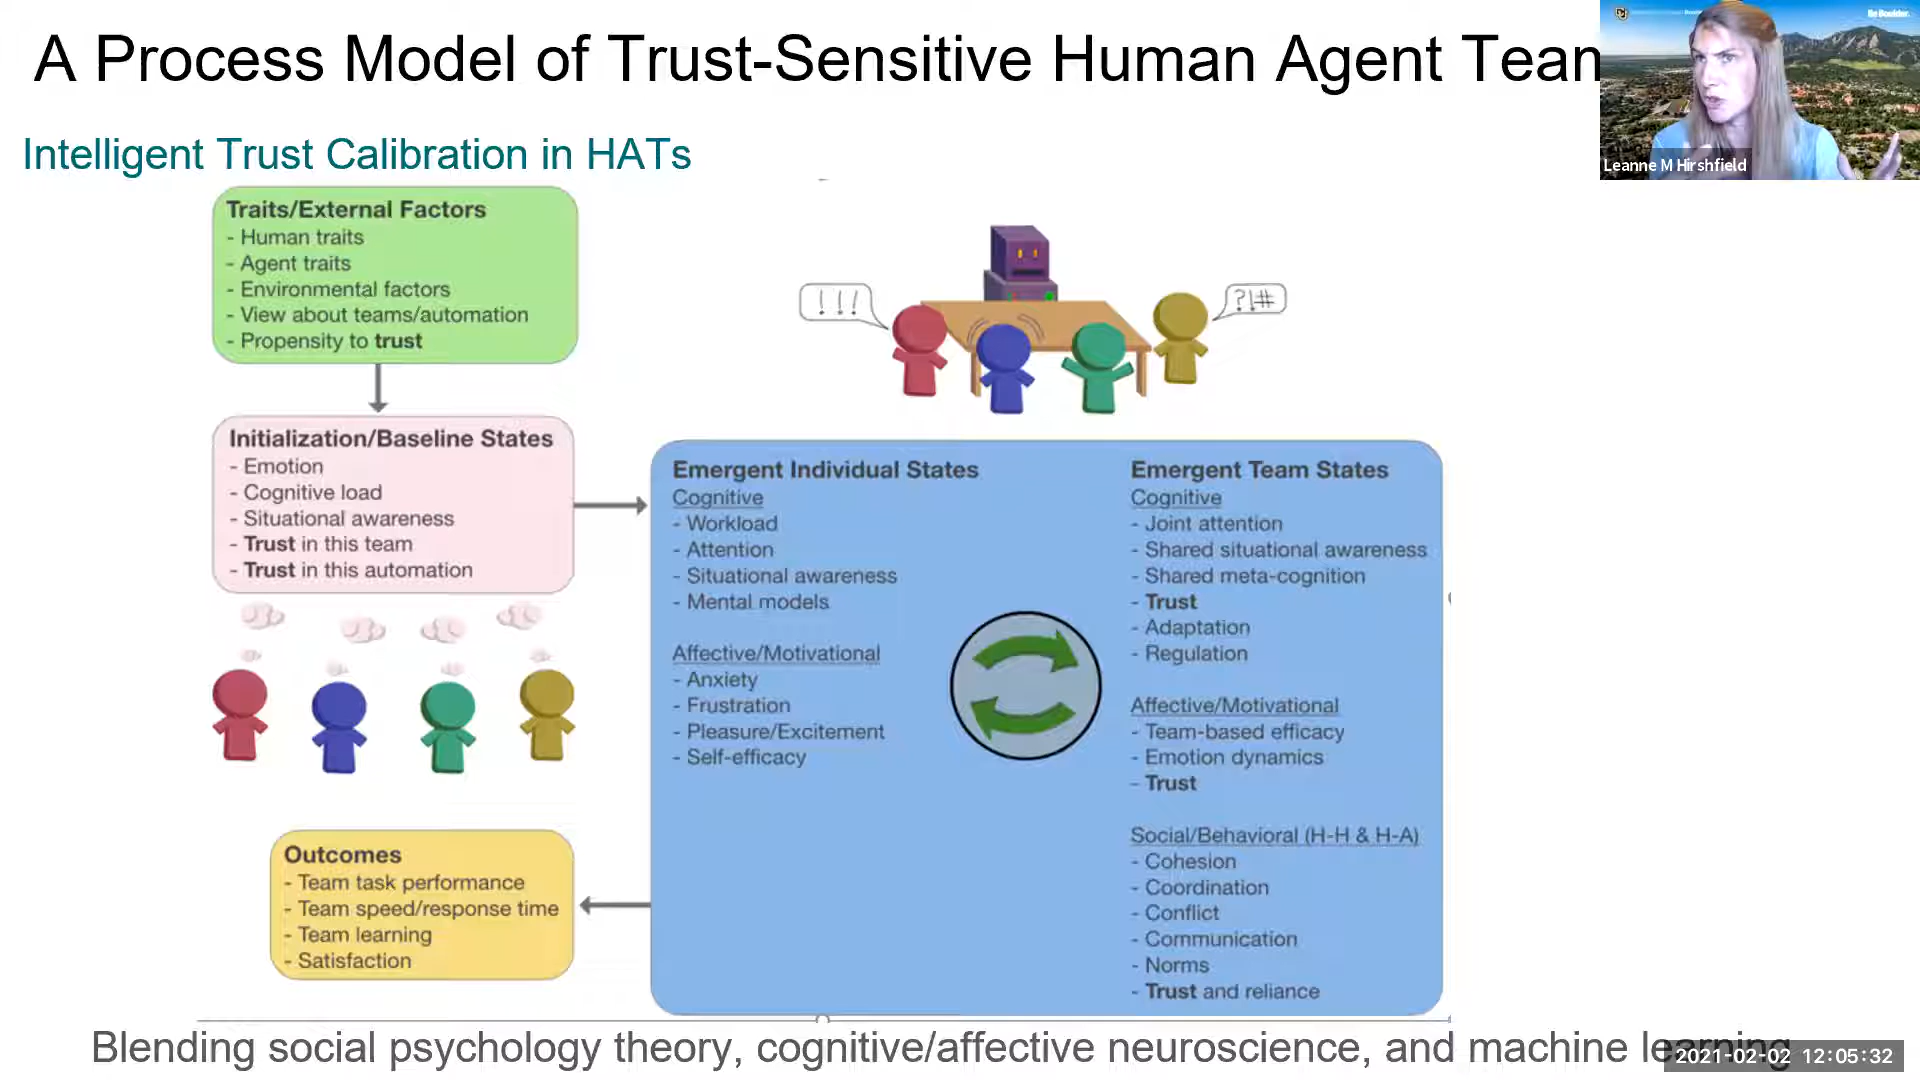 A Process Model of Trust-Sensitive Human Agent Team
Be Boulder.
Leanne M Hirshfield
Intelligent Trust Calibration in HATs
Traits/External Factors
- Human traits
- Agent traits
- Environmental factors
- View about teams/automation
- Propensity to trust
!!!
?!#
Initialization/Baseline States
- Emotion
- Cognitive load
- Situational awareness
- Trust in this team
- Trust in this automation
Emergent Individual States
Cognitive
- Workload
- Attention
- Situational awareness
- Mental models
Affective/Motivational
- Anxiety
- Frustration
- Pleasure/Excitement
- Self-efficacy
Emergent Team States
Cognitive
- Joint attention
- Shared situational awareness
- Shared meta-cognition
- Trust
- Adaptation
- Regulation
Affective/Motivational
- Team-based efficacy
- Emotion dynamics
- Trust
Social/Behavioral (H-H & H-A)
- Cohesion
- Coordination
- Conflict
- Communication
- Norms
- Trust and reliance
Outcomes
- Team task performance
- Team speed/response time
- Team learning
- Satisfaction
Blending social psychology theory, cognitive/affective neuroscience, and machine learning
2021-02-02 12:05:32